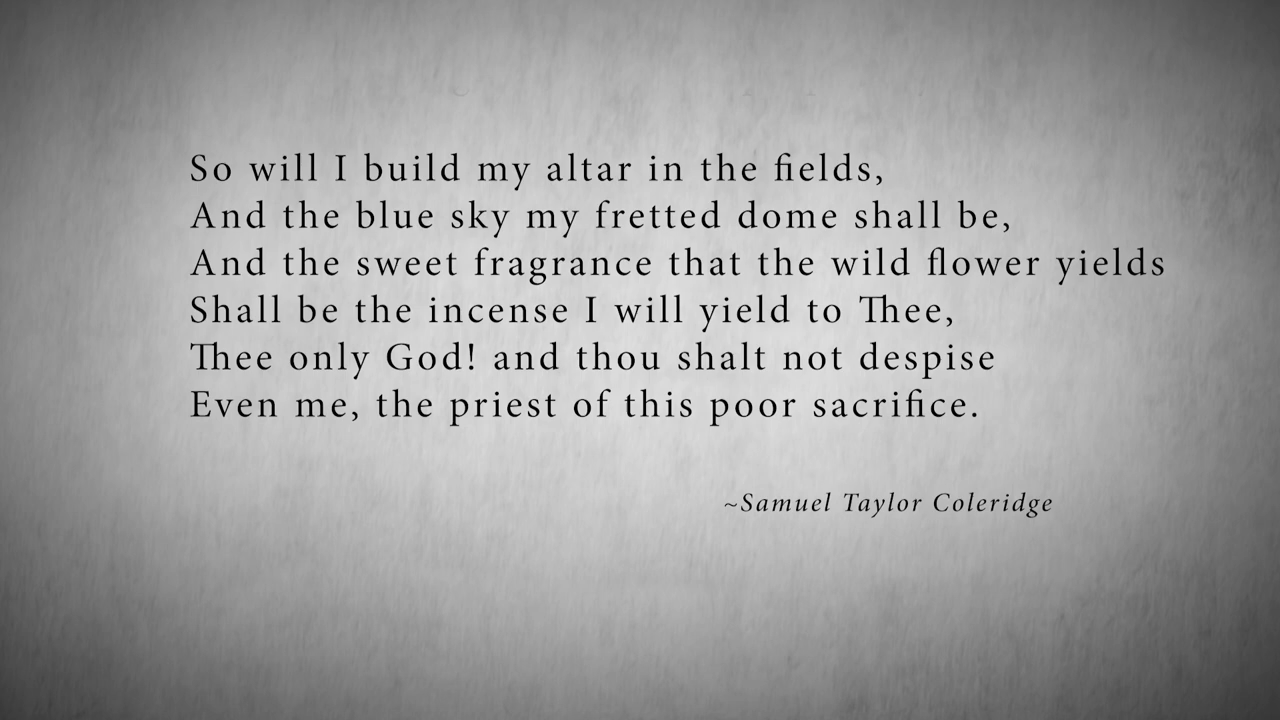 So will I build my altar in the fields,
And the blue sky my fretted dome shall be,
And the sweet fragrance that the wild flower yields
Shall be the incense I will yield to Thee,
Thee only God! and thou shalt not despise
Even me, the priest of this poor sacrifice.
~Samuel Taylor Coleridge